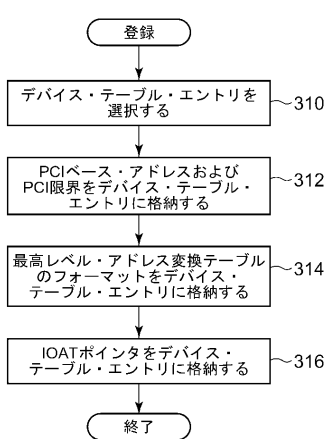 登録
デバイス・テーブル・エントリを
選択する
310
PCIベース・アドレスおよび
PCI限界をデバイス・テーブル・
エントリに格納する
312
最高レベル・アドレス変換テーブル
のフォーマットをデバイス・
テーブル・エントリに格納する
314
IOATポインタをデバイス・
テーブル・エントリに格納する
316
終了